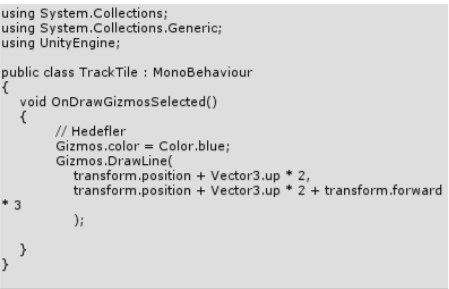 using System.Collections;
using System.Collections.Generic;
using UnityEngine;

public class TrackTile : MonoBehaviour
{
   void OnDrawGizmosSelected()
   {
         // Hedefler
         Gizmos.color = Color.blue;
         Gizmos.DrawLine(
            transform.position + Vector3.up * 2,
            transform.position + Vector3.up * 2 + transform.forward
* 3
            );

   }
}